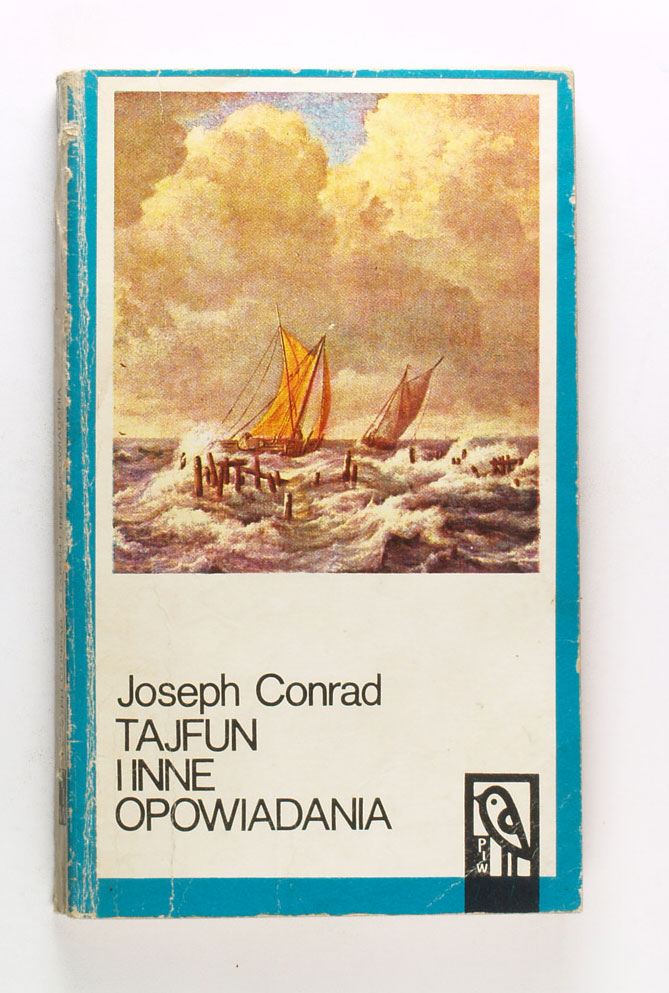 Joseph Conrad
TAJFUN
I INNE
OPOWIADANIA
PIW